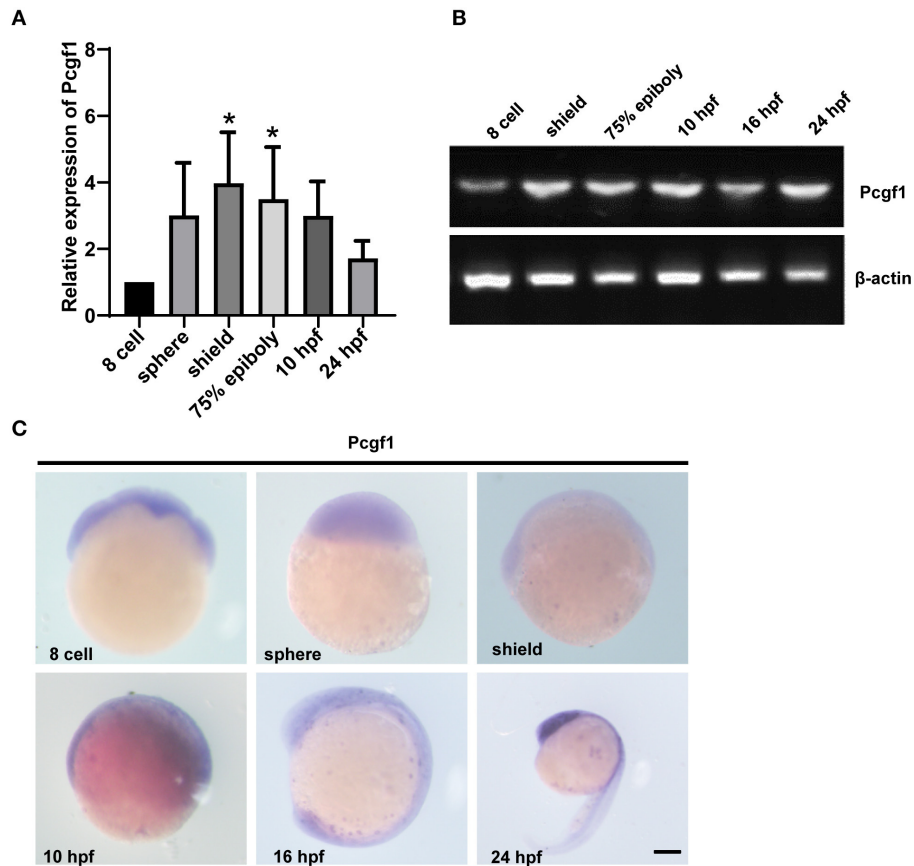 A
Relative expression of Pcgf1
8
6
4
2
0
* *
8 cell
sphere
shield
75% epiboly
10 hpf
24 hpf
B
8 cell
shield
75% epiboly
10 hpf
16 hpf
24 hpf
Pcgf1
β-actin
C
Pcgf1
8 cell
sphere
shield
10 hpf
16 hpf
24 hpf